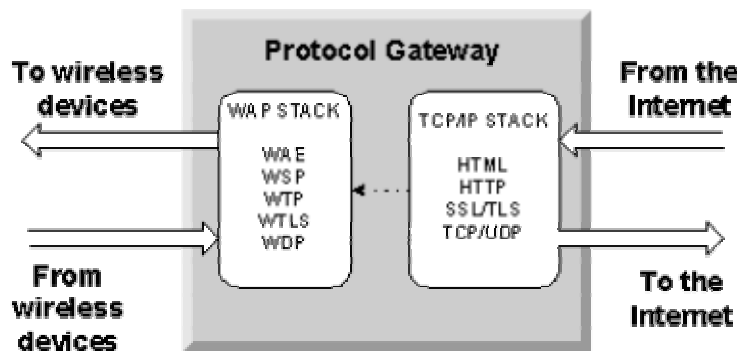 Protocol Gateway
To wireless
devices
From the
Internet
WAP STACK
WAE
WSP
WTP
WTLS
WDP
TCP/IP STACK
HTML
HTTP
SSL/TLS
TCP/UDP
From
wireless
devices
To the
Internet